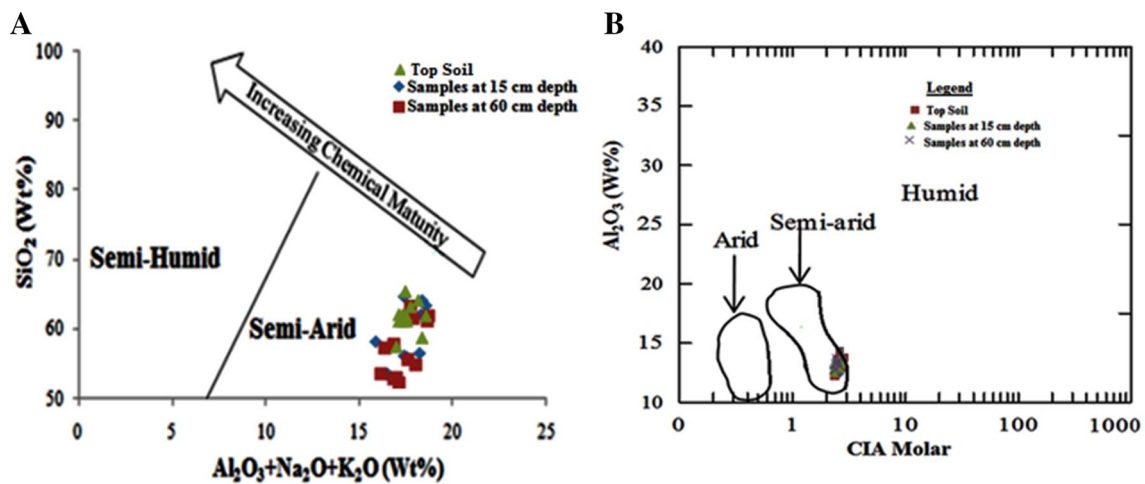 A
SiO₂ (Wt%)
100
90
80
70
60
50
0
5
10
15
20
25
Al₂O₃+Na₂O+K₂O (Wt%)
Top Soil
Samples at 15 cm depth
Samples at 60 cm depth
Increasing Chemical Maturity
Semi-Humid
Semi-Arid
B
Al₂O₃ (Wt%)
40
35
30
25
20
15
10
0
1
10
100
1000
CIA Molar
Legend
Top Soil
Samples at 15 cm depth
Samples at 60 cm depth
Humid
Semi-arid
Arid